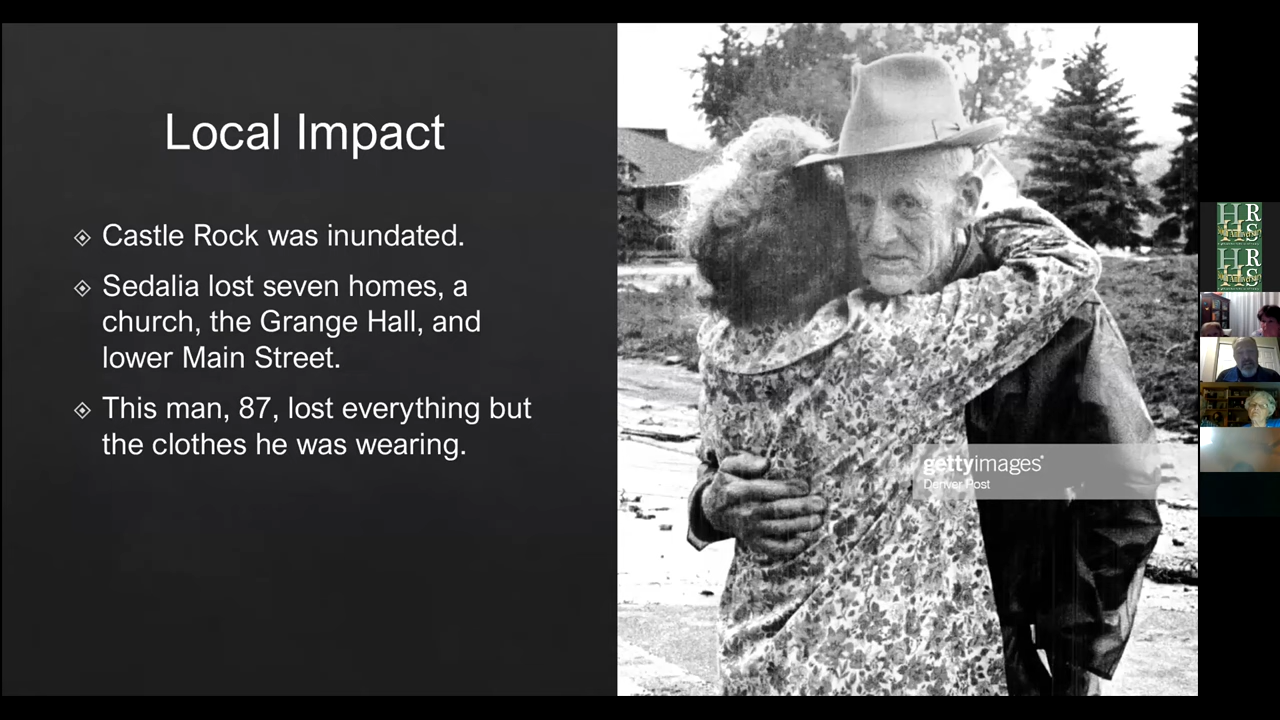 Local Impact
Castle Rock was inundated.
Sedalia lost seven homes, a
church, the Grange Hall, and
lower Main Street.
This man, 87, lost everything but
the clothes he was wearing.
gettyimages®
Denver Post
H R
H S
H R
H S